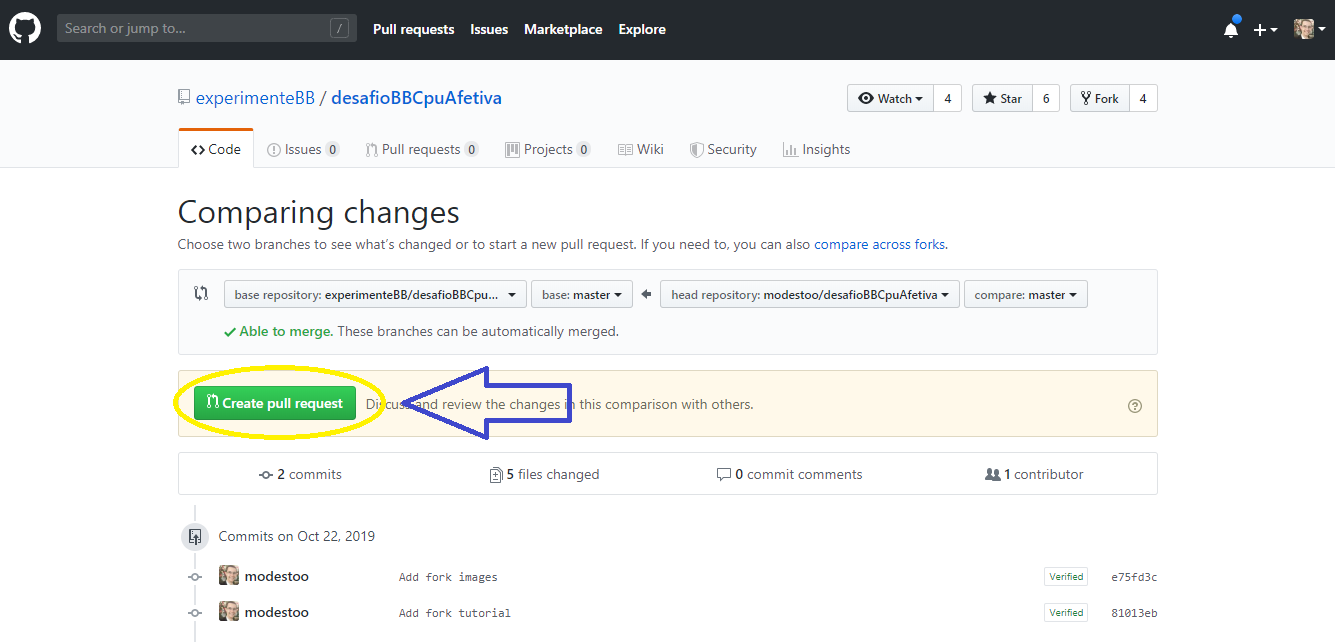 Search or jump to... / Pull requests Issues Marketplace Explore
experimenteBB / desafioBBCpuAfetiva Watch 4 Star 6 Fork 4
Code Issues 0 Pull requests 0 Projects 0 Wiki Security Insights
Comparing changes
Choose two branches to see what's changed or to start a new pull request. If you need to, you can also compare across forks.
base repository: experimenteBB/desafioBBCpu... base: master head repository: modestoo/desafioBBCpuAfetiva compare: master
Able to merge. These branches can be automatically merged.
Create pull request Discuss and review the changes in this comparison with others. ?
2 commits 5 files changed 0 commit comments 1 contributor
Commits on Oct 22, 2019
modestoo Add fork images Verified e75fd3c
modestoo Add fork tutorial Verified 81013eb